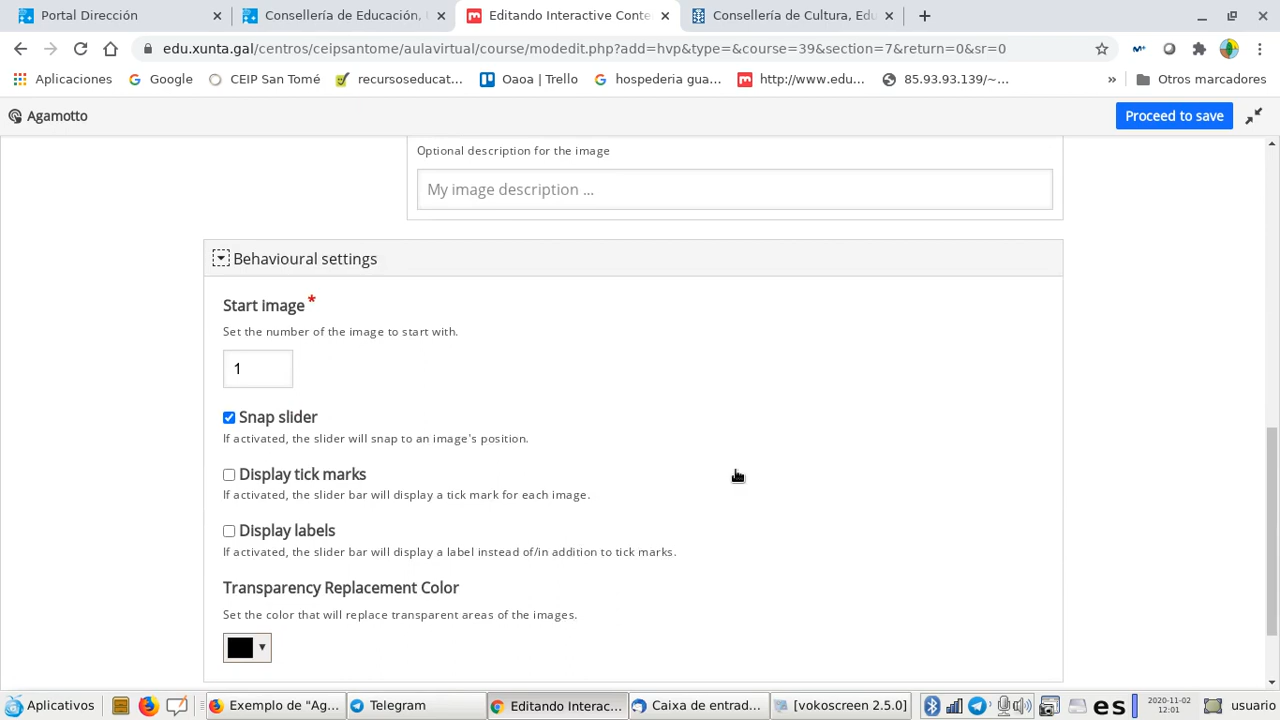 Portal Dirección
Consellería de Educación, U
Editando Interactive Conte
Consellería de Cultura, Edu
edu.xunta.gal/centros/ceipsantome/aulavirtual/course/modedit.php?add=hvp&type=&course=39&section=7&return=0&sr=0
Aplicaciones
Google
CEIP San Tomé
recursoseducat...
Oaoa | Trello
hospederia gua...
http://www.edu...
85.93.93.139/~...
»
Otros marcadores
Agamotto
Proceed to save
Optional description for the image
My image description ...
Behavioural settings
Start image *
Set the number of the image to start with.
1
Snap slider
If activated, the slider will snap to an image's position.
Display tick marks
If activated, the slider bar will display a tick mark for each image.
Display labels
If activated, the slider bar will display a label instead of/in addition to tick marks.
Transparency Replacement Color
Set the color that will replace transparent areas of the images.
Aplicativos
Exemplo de “Ag...
Telegram
Editando Interac...
Caixa de entrad...
[vokoscreen 2.5.0]
es
2020-11-02
12:01
usuario